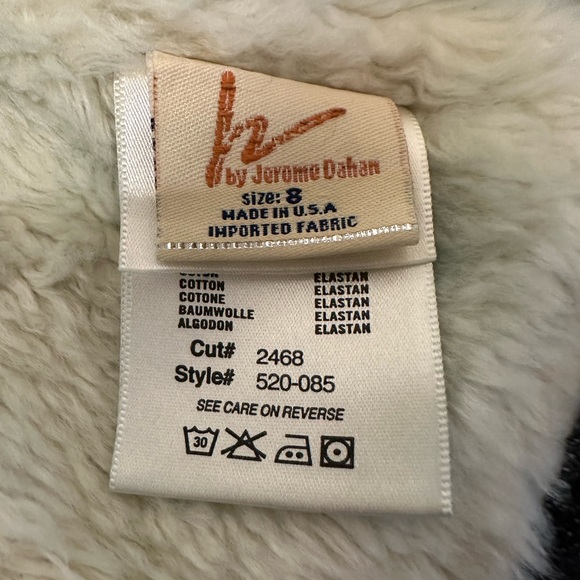 by Jerome Dahan
Size: 8
MADE IN U.S.A
IMPORTED FABRIC
ELASTAN
COTTON ELASTAN
COTONE ELASTAN
BAUMWOLLE ELASTAN
ALGODON ELASTAN
Cut# 2468
Style# 520-085
SEE CARE ON REVERSE
30